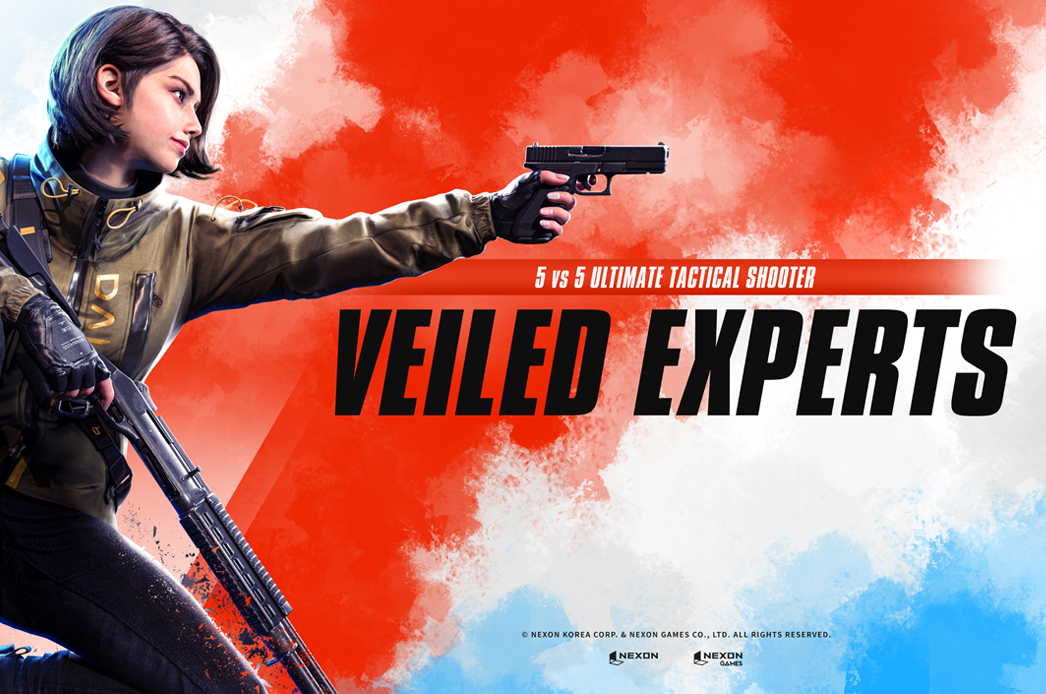 5 vs 5 ULTIMATE TACTICAL SHOOTER
VEILED EXPERTS
© NEXON KOREA CORP. & NEXON GAMES CO., LTD. ALL RIGHTS RESERVED.
NEXON
NEXON GAMES